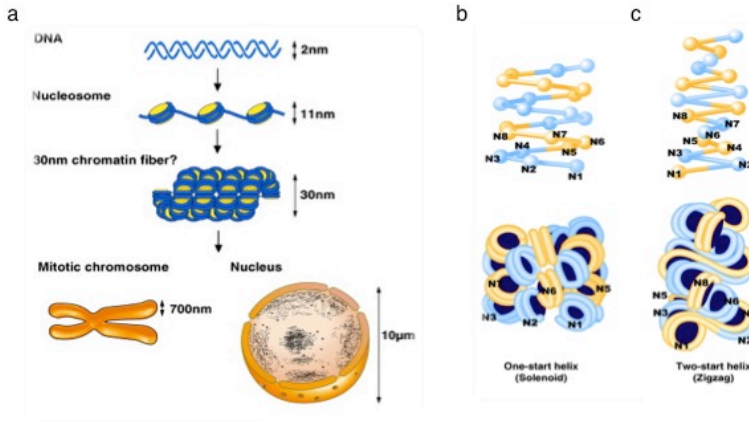 a
DNA
2nm
Nucleosome
11nm
30nm chromatin fiber?
30nm
Mitotic chromosome
Nucleus
700nm
10µm
b
N8
N7
N6
N4
N5
N3
N2
N1
N6
N5
N3
N2
N1
One-start helix
(Solenoid)
c
N8
N7
N6
N5
N4
N3
N2
N1
N8
N5
N6
N3
N1
Two-start helix
(Zigzag)